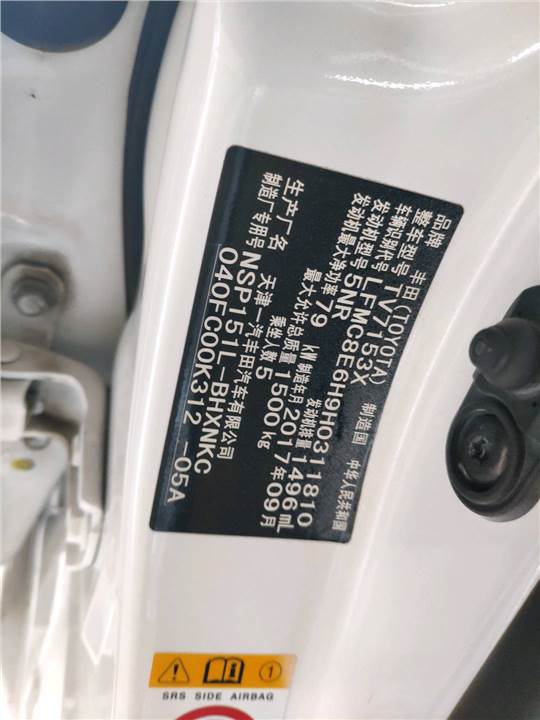 品牌 丰田(TOYOTA) 制造国 中华人民共和国
整车型号 TV7153X
车辆识别代号 LFMC8E6H9H0311810
发动机型号 5NR 发动机排量 1496 mL
发动机最大净功率 79 kW 制造年月 2017年09月
最大允许总质量 1500 kg
乘坐人数 5
生产厂名 天津一汽丰田汽车有限公司
制造厂专用号 NSP151L-BHXNKC
040FC00K312 -05A
SRS SIDE AIRBAG